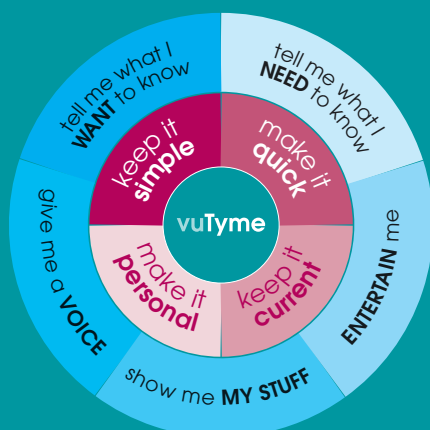 tell me what I
WANT to know
tell me what I
NEED to know
ENTERTAIN me
show me MY STUFF
give me a VOICE
keep it
simple
make it
quick
keep it
current
make it
personal
vuTyme